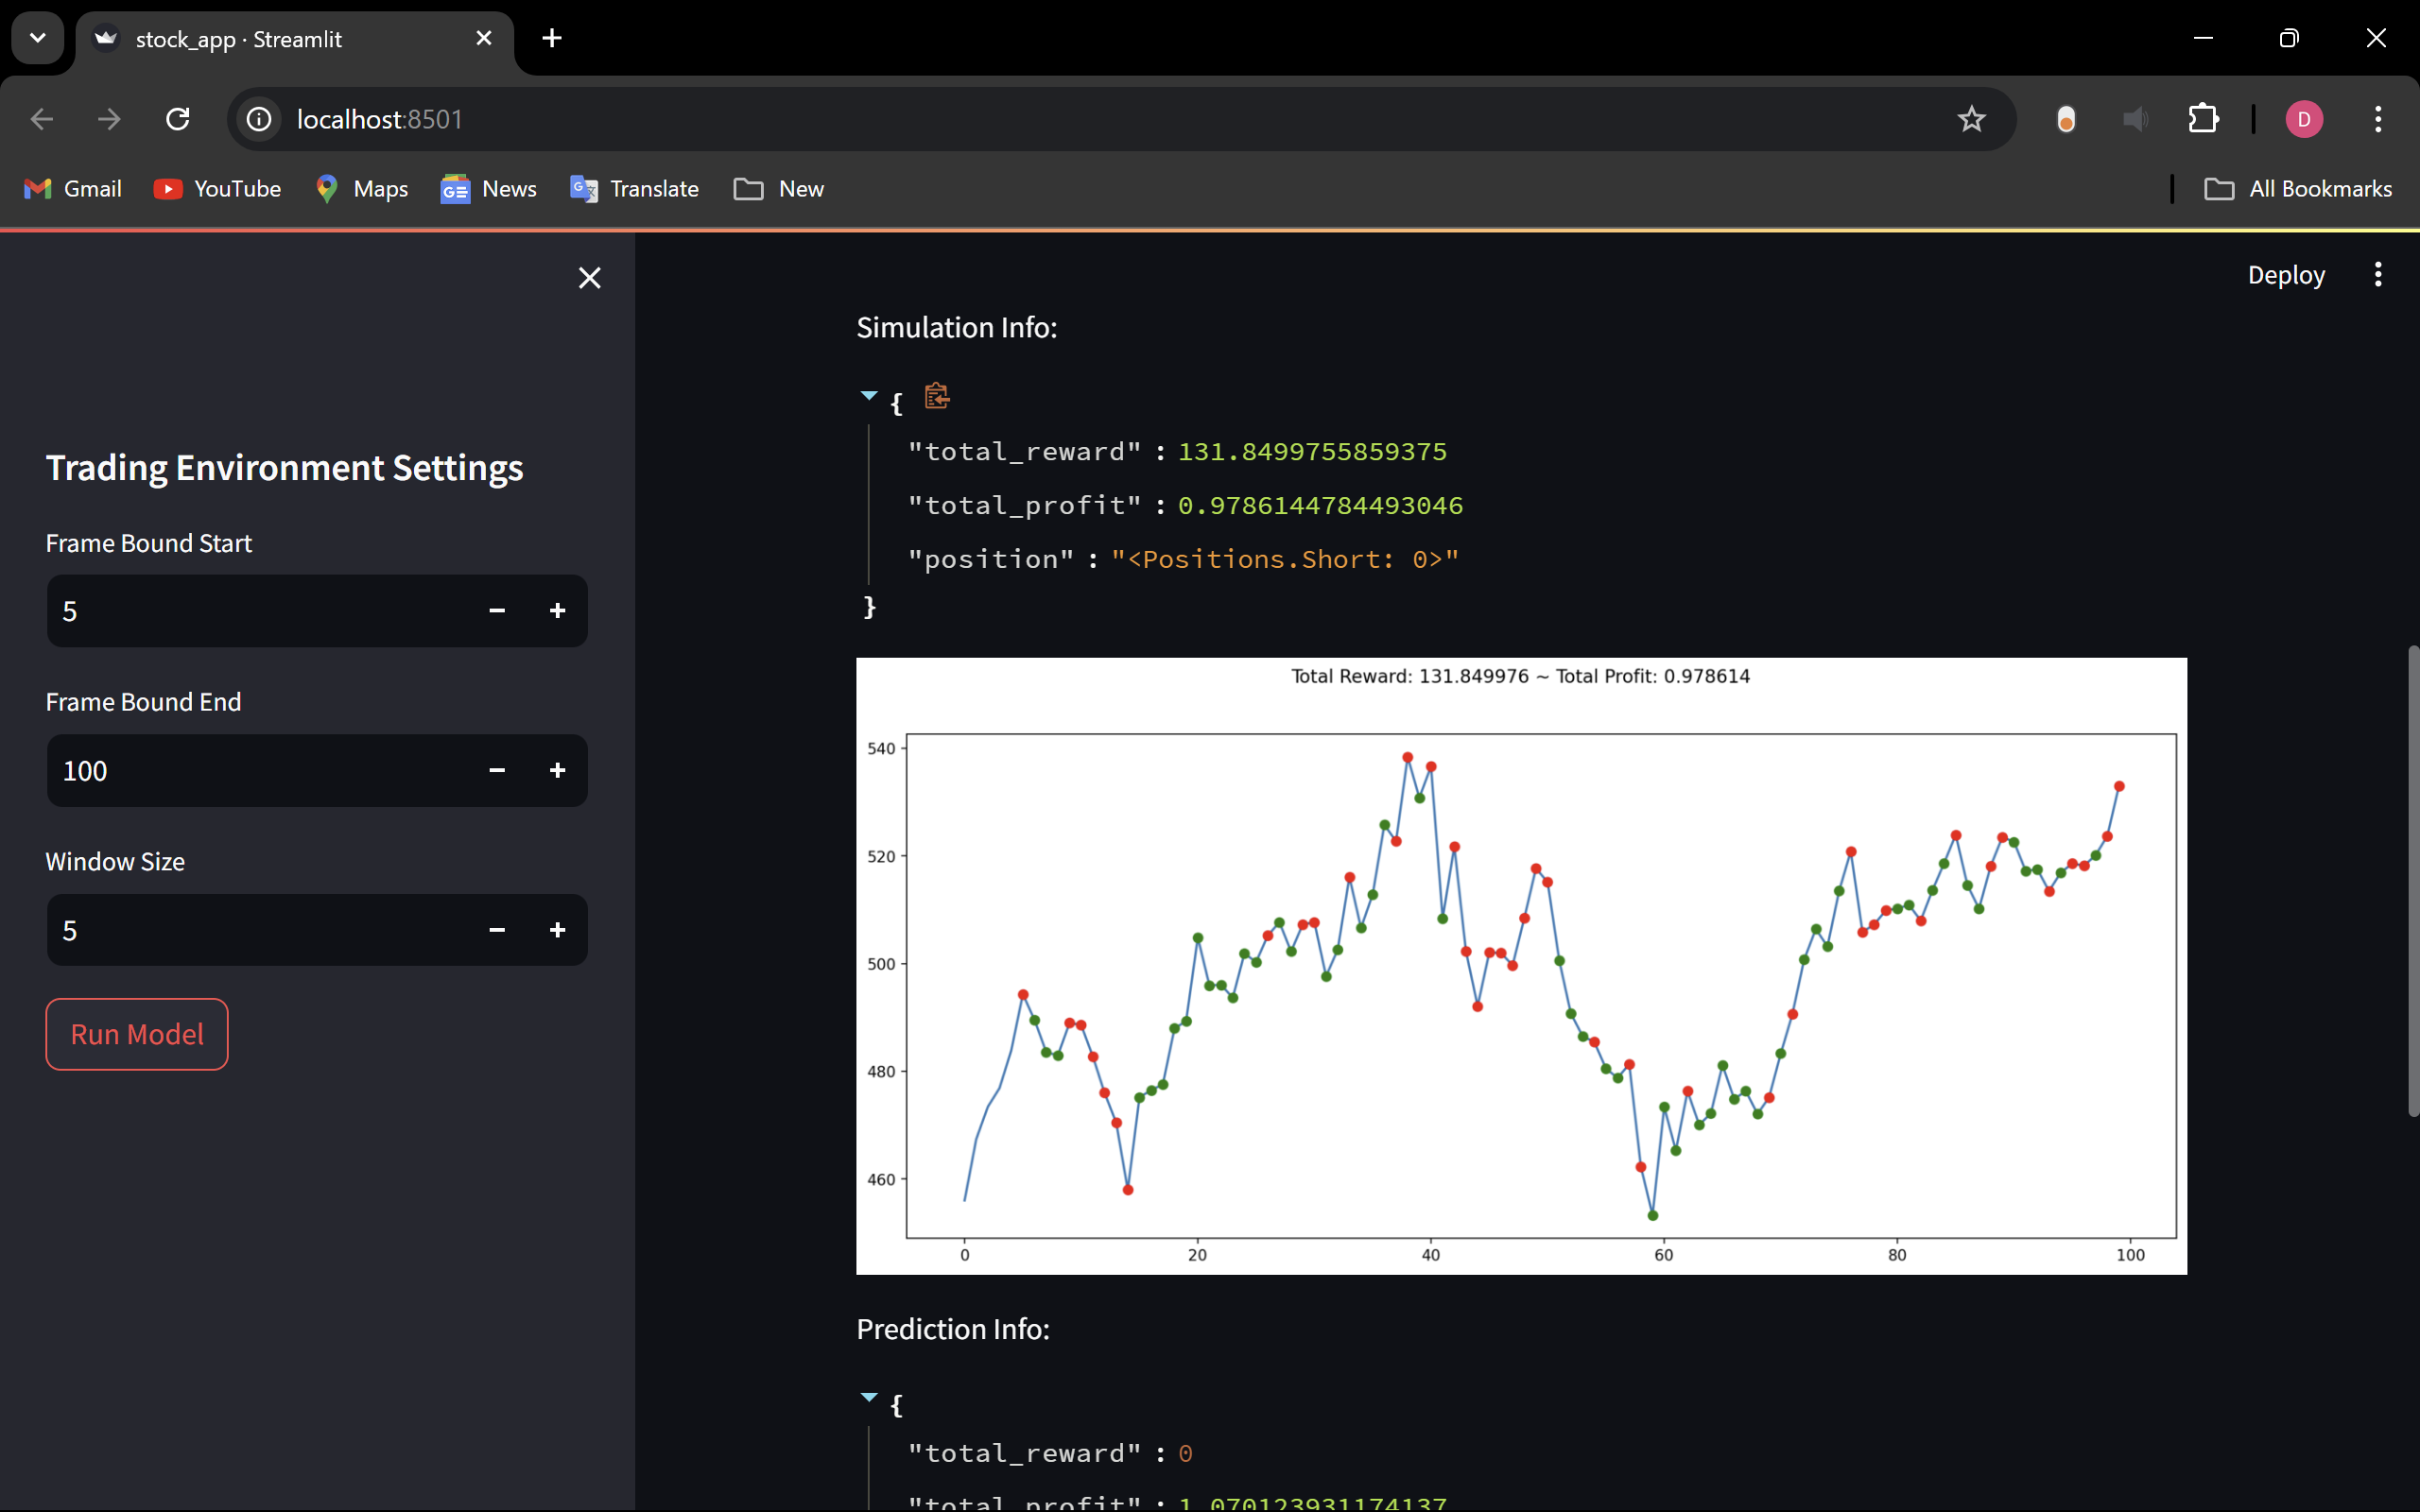 stock_app · Streamlit
localhost:8501
D
Gmail
YouTube
Maps
News
Translate
New
All Bookmarks
Deploy
Trading Environment Settings
Frame Bound Start
5
Frame Bound End
100
Window Size
5
Run Model
Simulation Info:
{
"total_reward" : 131.8499755859375
"total_profit" : 0.9786144784493046
"position" : "<Positions.Short: 0>"
}
Total Reward: 131.849976 ~ Total Profit: 0.978614
540
520
500
480
460
0 20 40 60 80 100
Prediction Info:
{
"total_reward" : 0
"total_profit" : 1.070123931174137